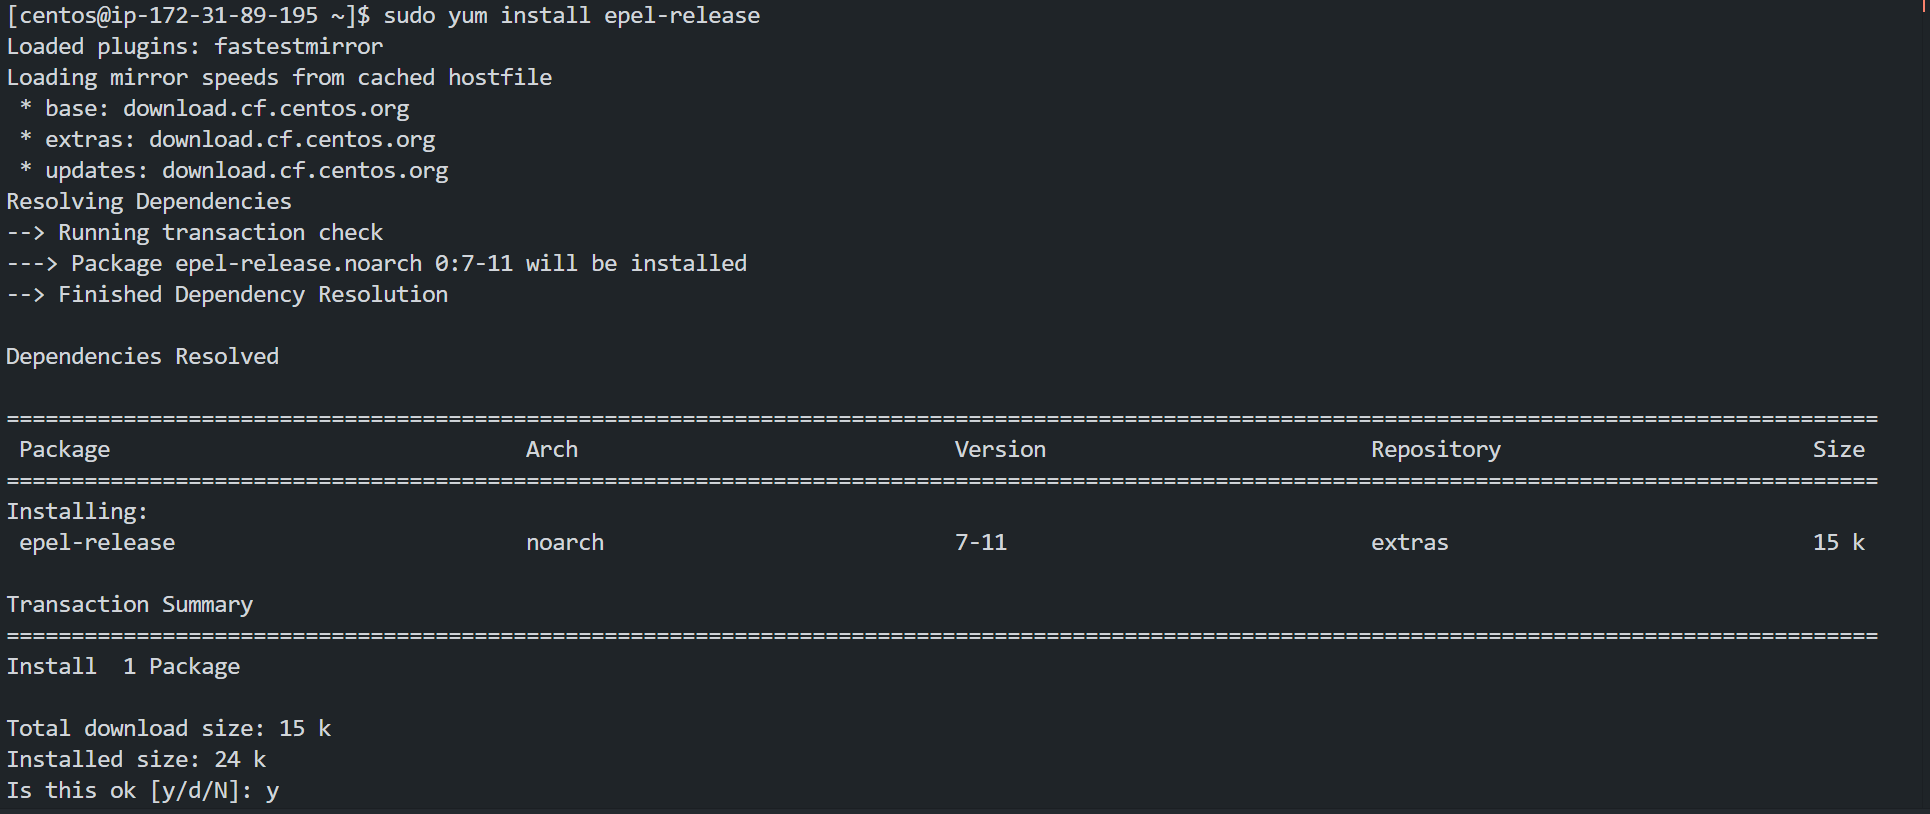 [centos@ip-172-31-89-195 ~]$ sudo yum install epel-release
Loaded plugins: fastestmirror
Loading mirror speeds from cached hostfile
 * base: download.cf.centos.org
 * extras: download.cf.centos.org
 * updates: download.cf.centos.org
Resolving Dependencies
--> Running transaction check
---> Package epel-release.noarch 0:7-11 will be installed
--> Finished Dependency Resolution

Dependencies Resolved

================================================================================================================================================
 Package                                Arch                             Version                         Repository                        Size
================================================================================================================================================
Installing:
 epel-release                           noarch                           7-11                            extras                            15 k

Transaction Summary
================================================================================================================================================
Install  1 Package

Total download size: 15 k
Installed size: 24 k
Is this ok [y/d/N]: y